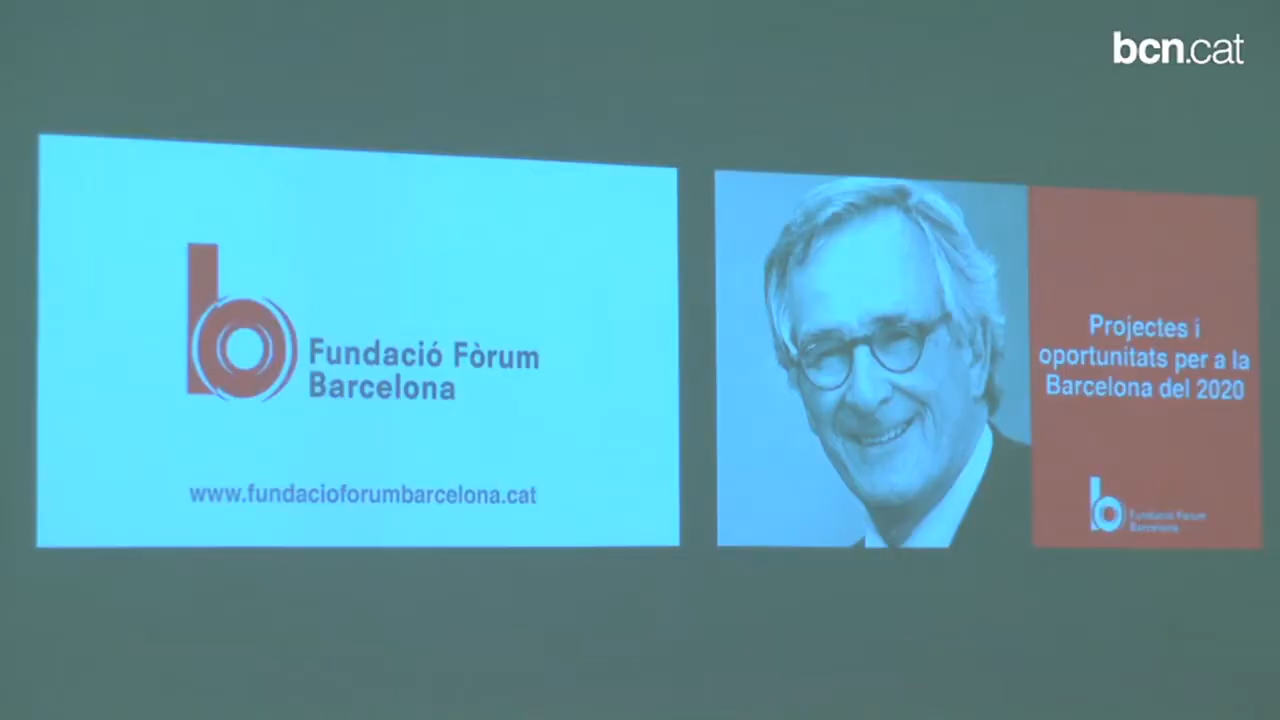 bcn.cat
Fundació Fòrum
Barcelona
www.fundacioforumbarcelona.cat
Projectes i
oportunitats per a la
Barcelona del 2020
Fundació Fòrum
Barcelona